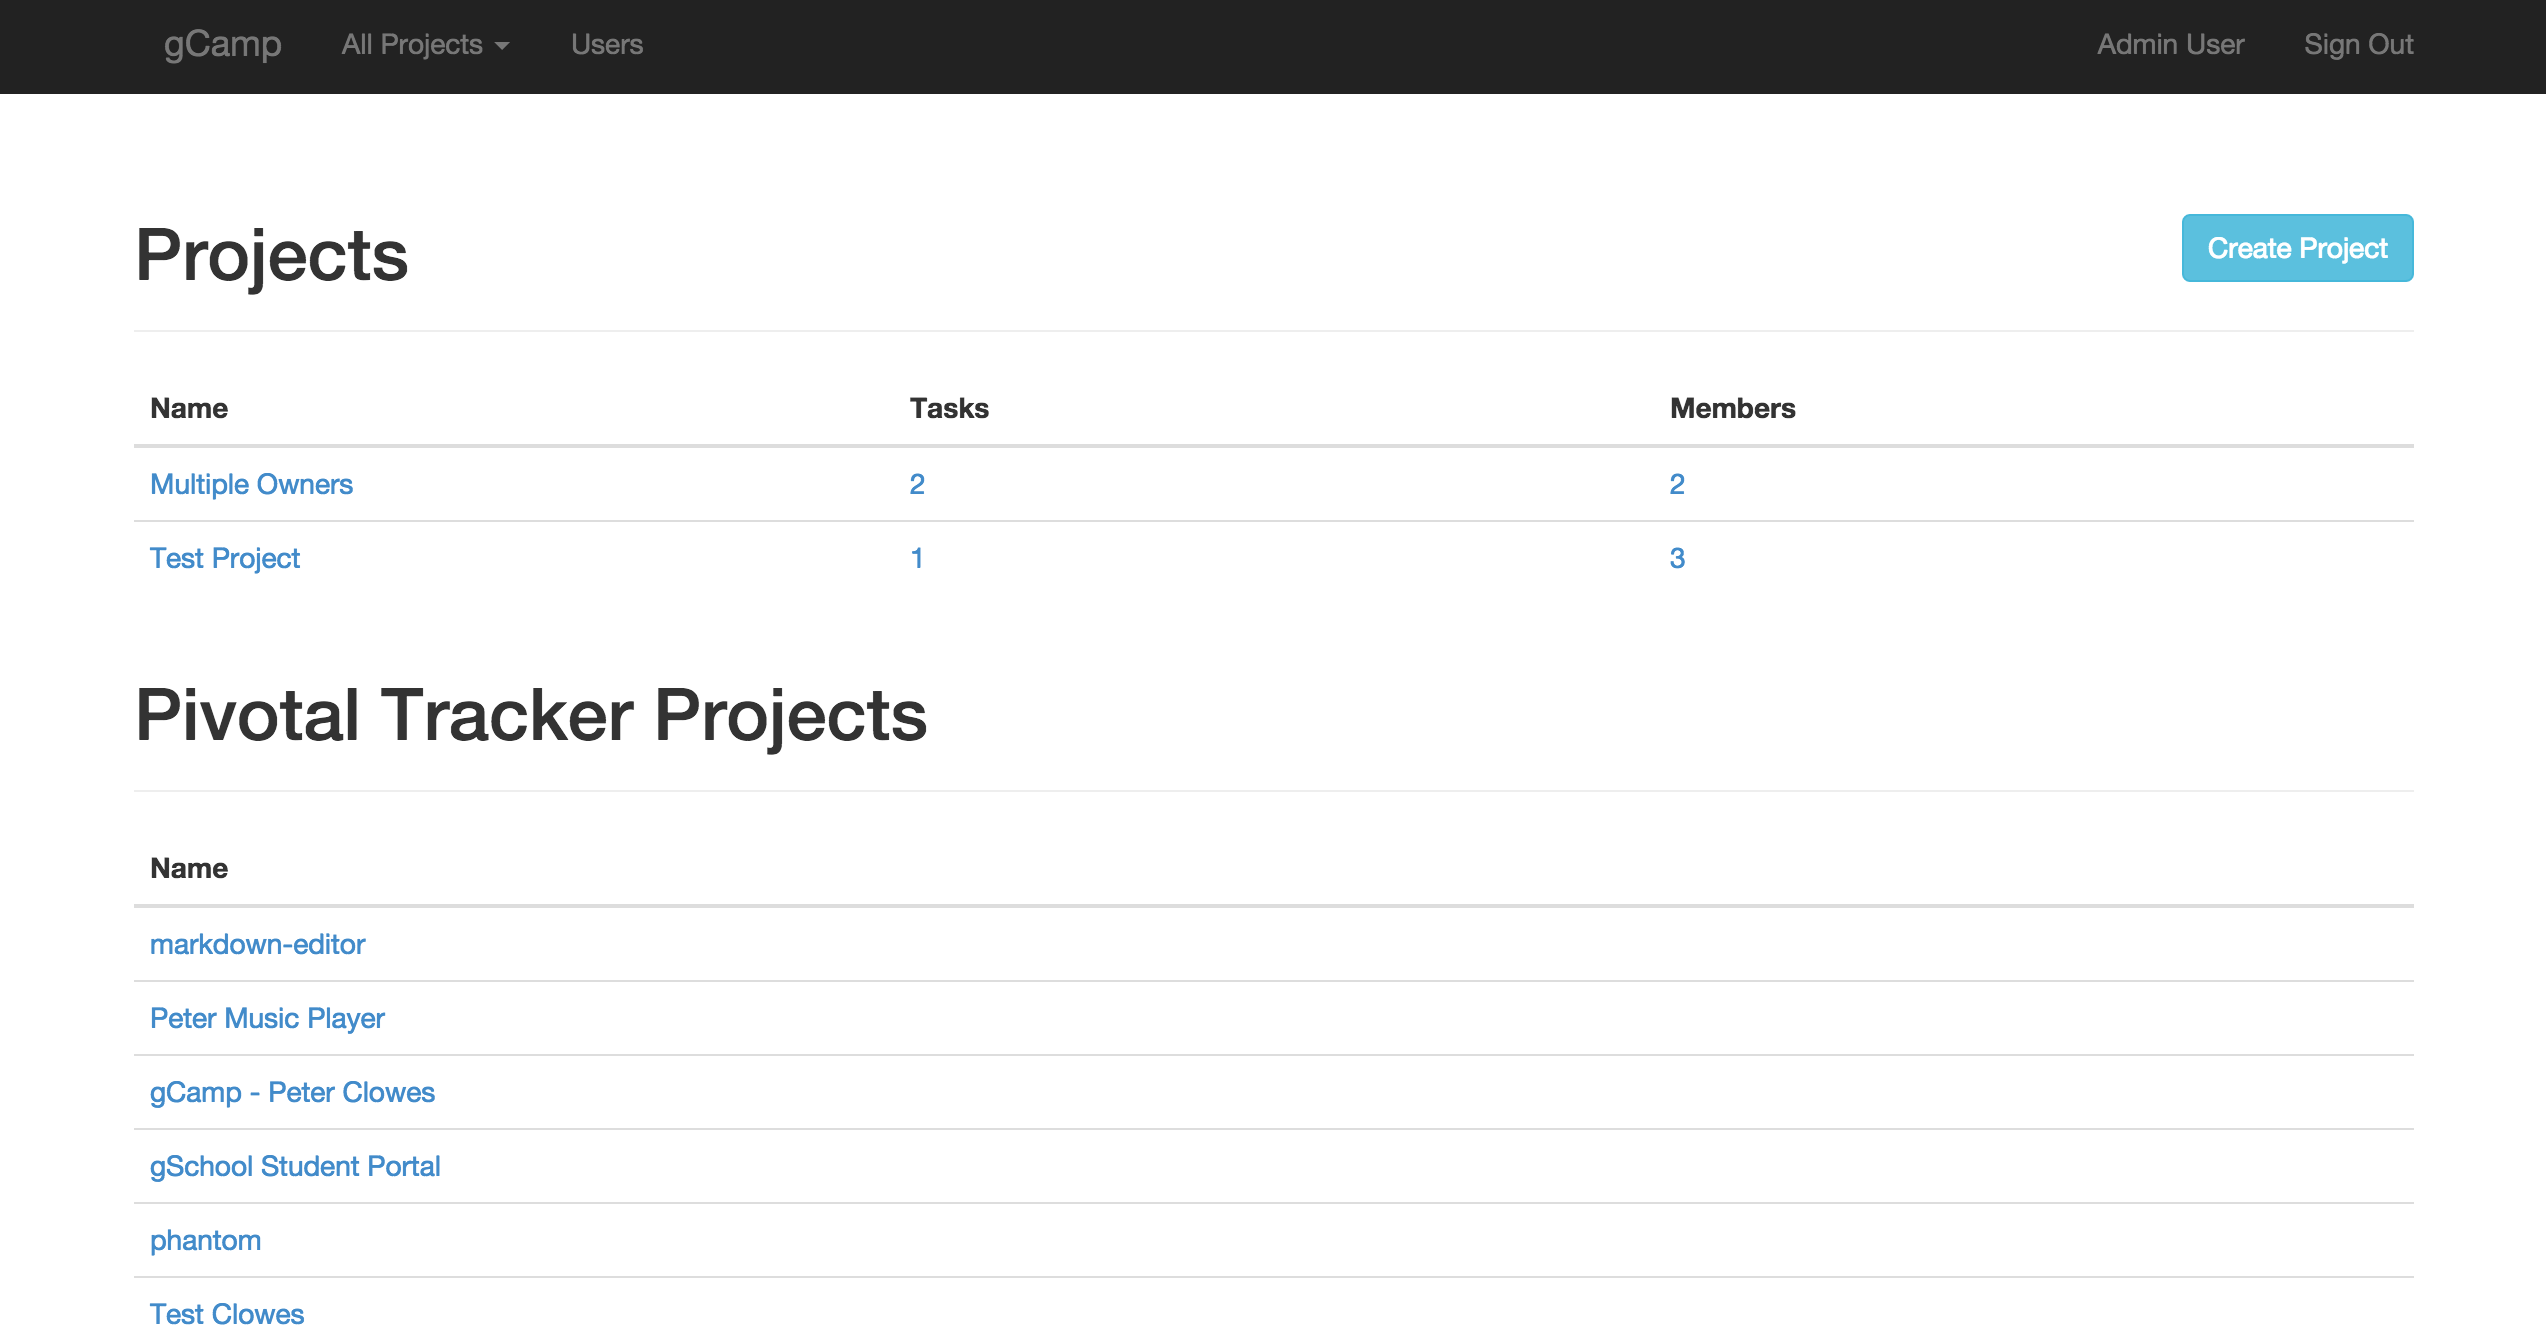 gCamp All Projects Users Admin User Sign Out
Projects Create Project
Name Tasks Members
Multiple Owners 2 2
Test Project 1 3
Pivotal Tracker Projects
Name
markdown-editor
Peter Music Player
gCamp - Peter Clowes
gSchool Student Portal
phantom
Test Clowes